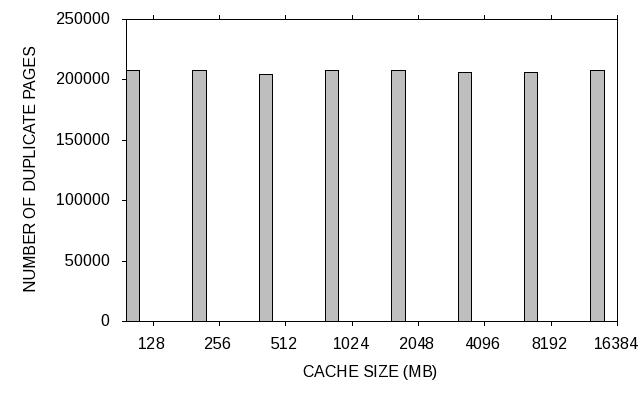 250000
200000
150000
100000
50000
0
NUMBER OF DUPLICATE PAGES
128 256 512 1024 2048 4096 8192 16384
CACHE SIZE (MB)